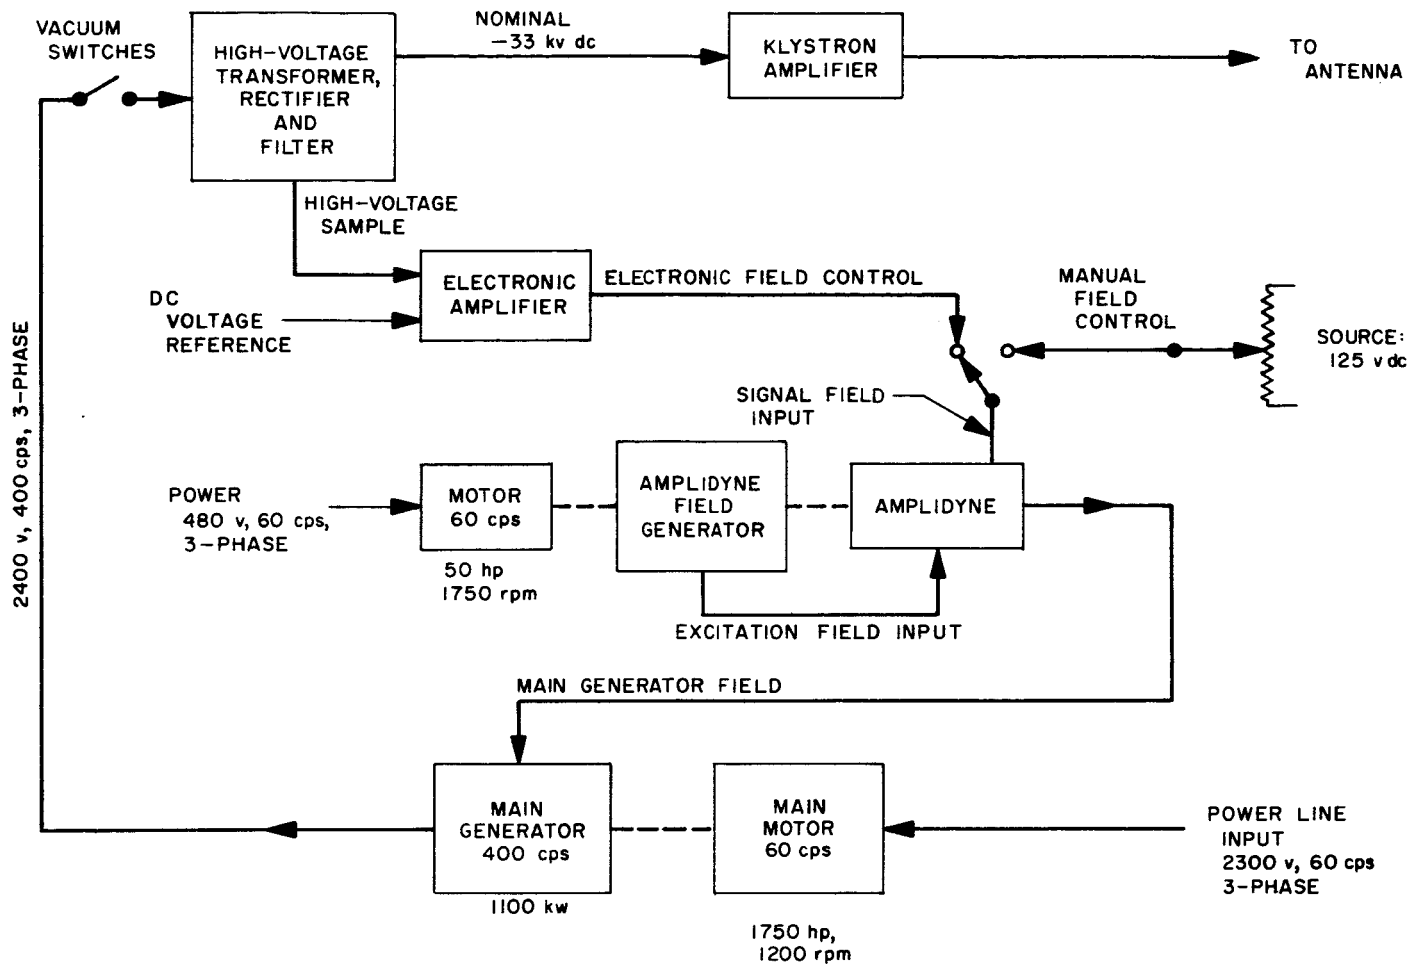 VACUUM
SWITCHES
HIGH-VOLTAGE
TRANSFORMER,
RECTIFIER
AND
FILTER
NOMINAL
-33 kv dc
KLYSTRON
AMPLIFIER
TO
ANTENNA
HIGH-VOLTAGE
SAMPLE
DC
VOLTAGE
REFERENCE
ELECTRONIC
AMPLIFIER
ELECTRONIC FIELD CONTROL
MANUAL
FIELD
CONTROL
SOURCE:
125 v dc
2400 v, 400 cps, 3-PHASE
SIGNAL FIELD
INPUT
POWER
480 v, 60 cps,
3-PHASE
MOTOR
60 cps
50 hp
1750 rpm
AMPLIDYNE
FIELD
GENERATOR
AMPLIDYNE
EXCITATION FIELD INPUT
MAIN GENERATOR FIELD
MAIN
GENERATOR
400 cps
1100 kw
MAIN
MOTOR
60 cps
1750 hp,
1200 rpm
POWER LINE
INPUT
2300 v, 60 cps
3-PHASE